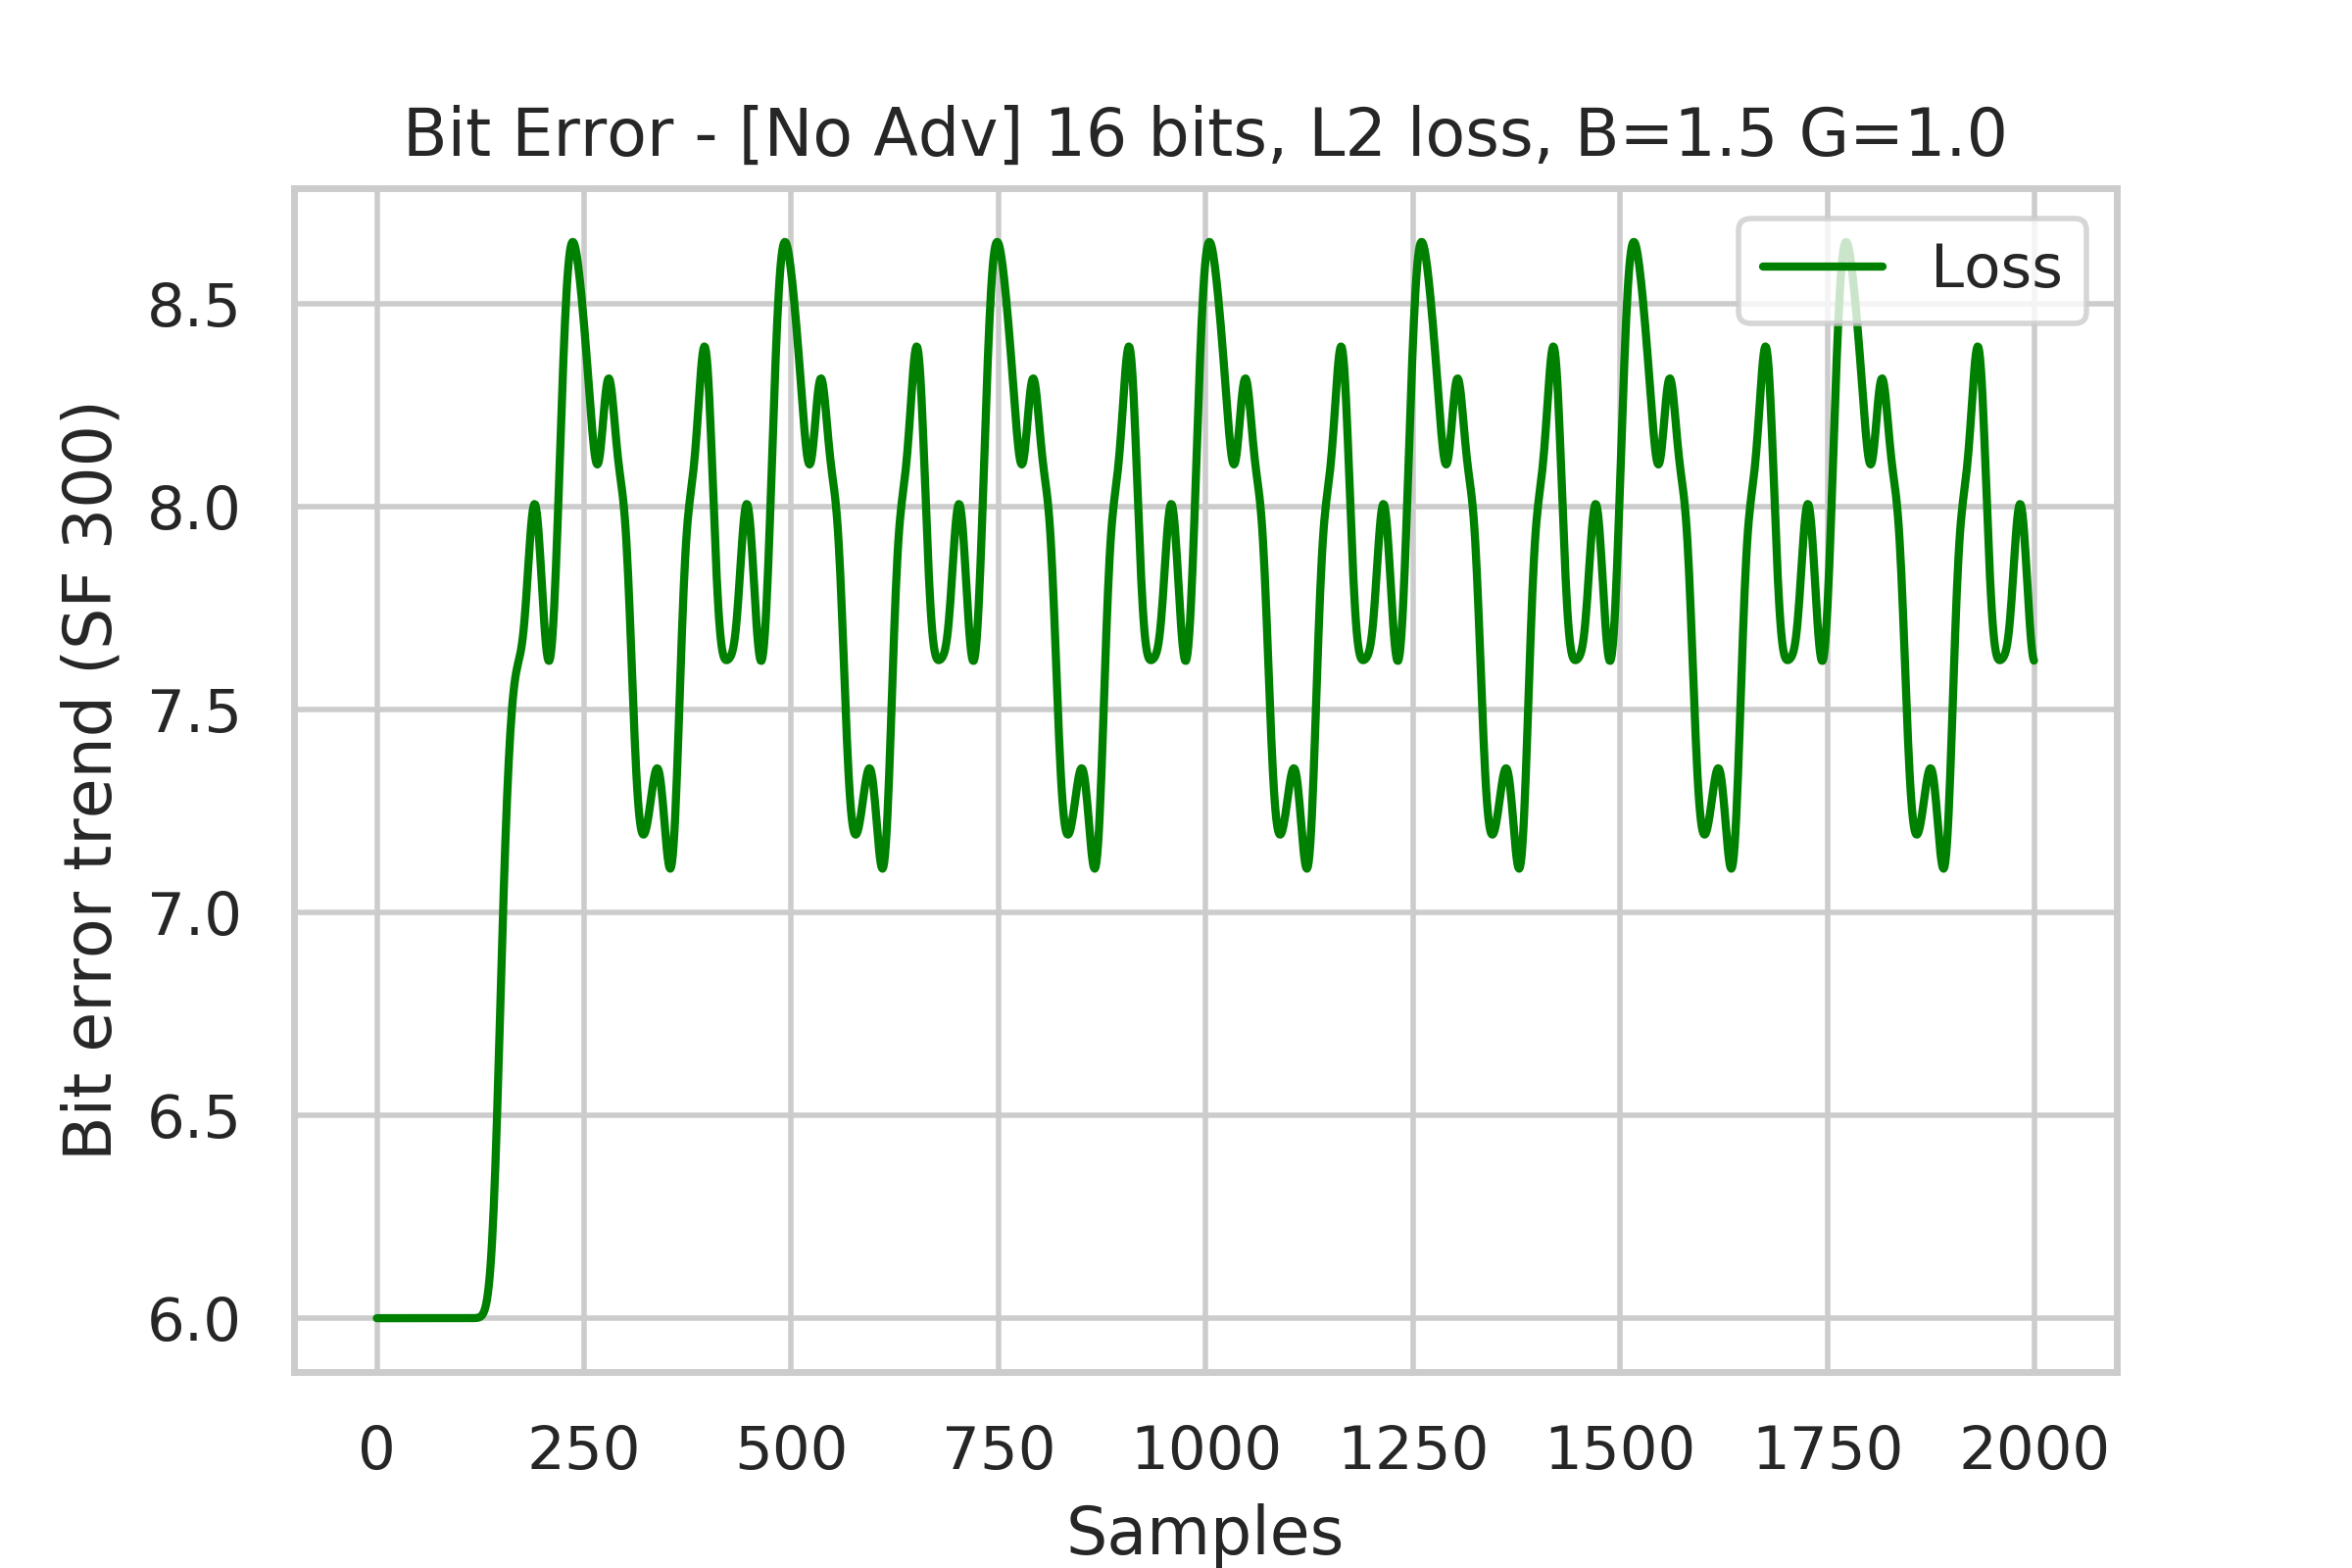 Bit Error - [No Adv] 16 bits, L2 loss, B=1.5 G=1.0
Loss
Bit error trend (SF 300)
8.5
8.0
7.5
7.0
6.5
6.0
0 250 500 750 1000 1250 1500 1750 2000
Samples